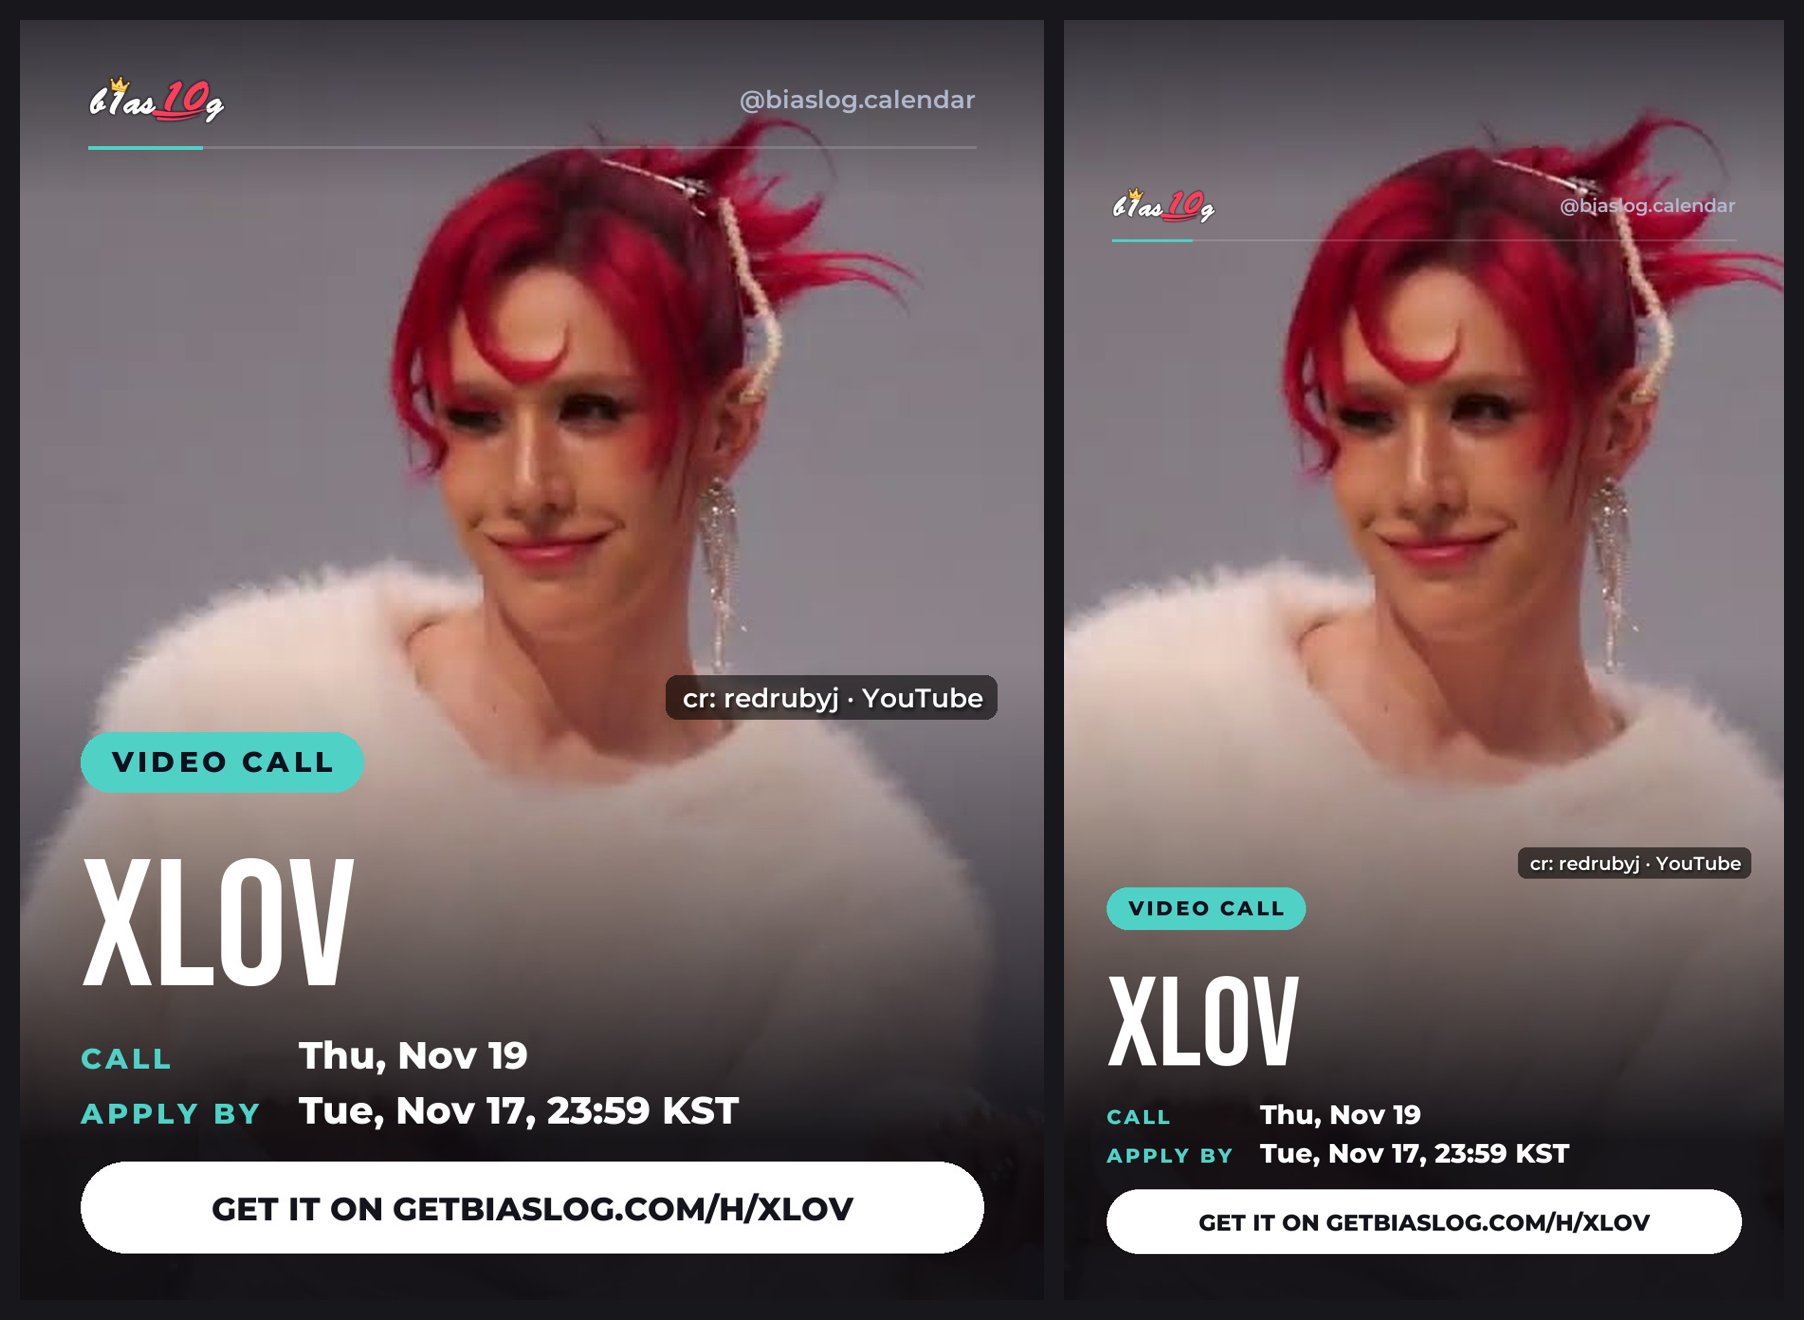 b1as10g
@biaslog.calendar
cr: redrubyj · YouTube
VIDEO CALL
XLOV
CALL Thu, Nov 19
APPLY BY Tue, Nov 17, 23:59 KST
GET IT ON GETBIASLOG.COM/H/XLOV
b1as10g
@biaslog.calendar
cr: redrubyj · YouTube
VIDEO CALL
XLOV
CALL Thu, Nov 19
APPLY BY Tue, Nov 17, 23:59 KST
GET IT ON GETBIASLOG.COM/H/XLOV